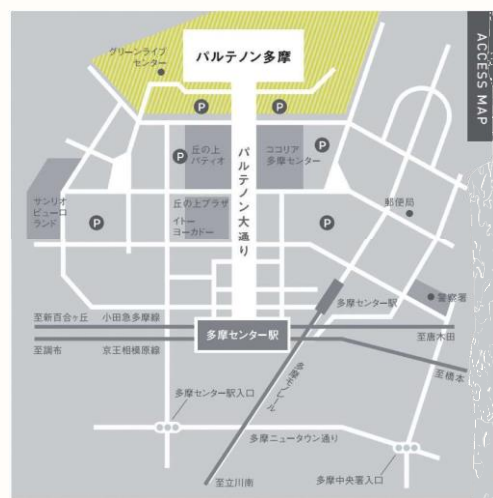 ACCESS MAP
グリーンライブ
センター
パルテノン多摩
P
P
P
P
P
P
丘の上
パティオ
ココリア
多摩センター
パルテノン大通り
サンリオ
ピューロ
ランド
丘の上プラザ
イトー
ヨーカドー
郵便局
多摩センター駅
警察署
至新百合ヶ丘
小田急多摩線
至唐木田
多摩センター駅
至調布
京王相模原線
至橋本
多摩モノレール
多摩センター駅入口
多摩ニュータウン通り
多摩中央署入口
至立川南